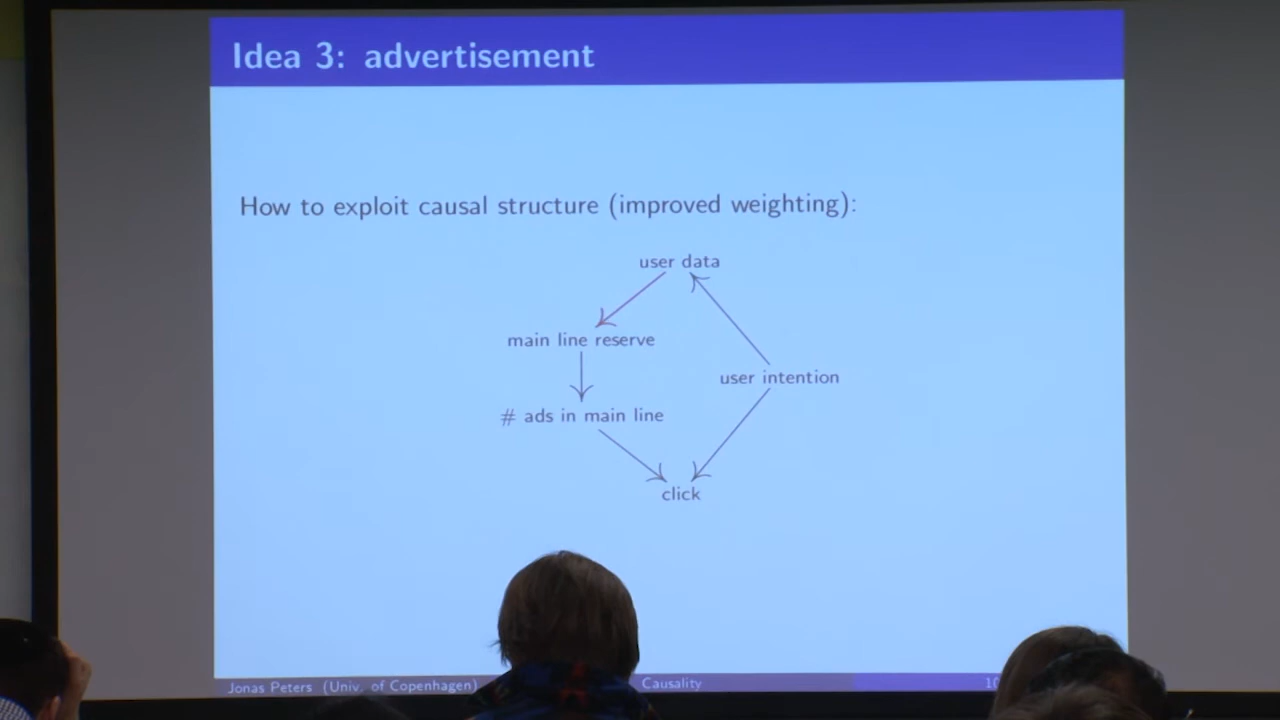 Idea 3: advertisement
How to exploit causal structure (improved weighting):
user data
main line reserve
user intention
# ads in main line
click
Jonas Peters (Univ. of Copenhagen)
Causality